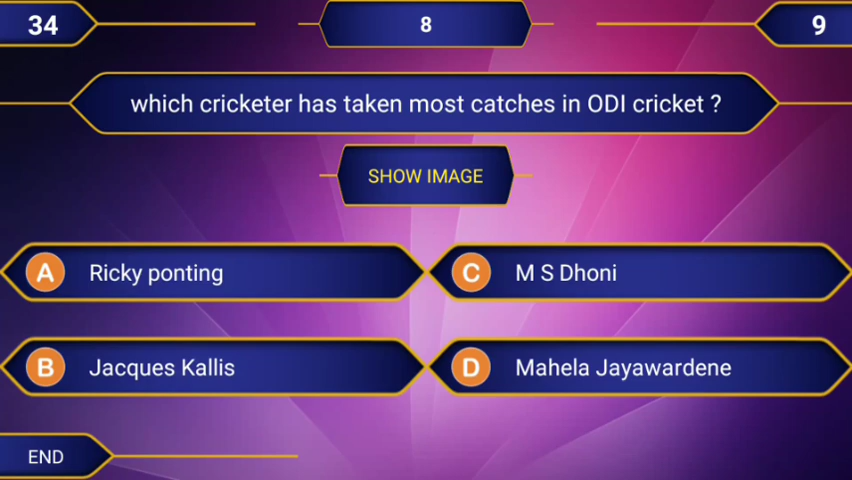 34
8
9
which cricketer has taken most catches in ODI cricket ?
SHOW IMAGE
A Ricky ponting
C M S Dhoni
B Jacques Kallis
D Mahela Jayawardene
END